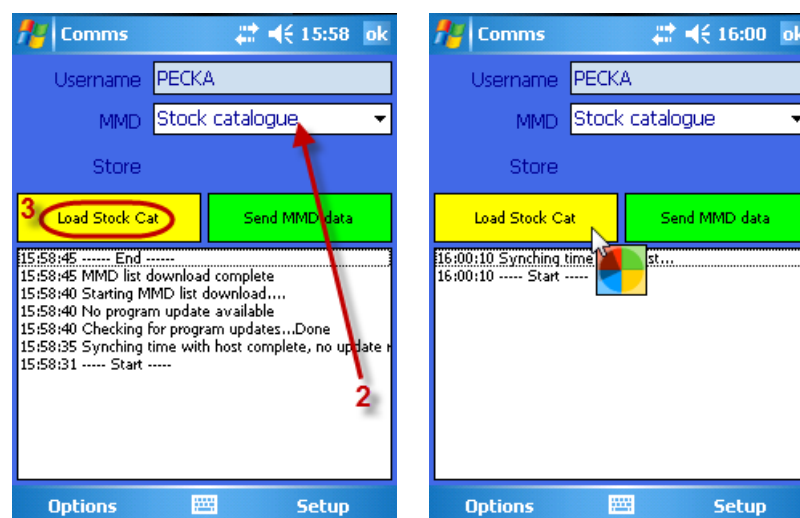 Comms 15:58 ok
Username PECKA
MMD Stock catalogue
Store
3 Load Stock Cat Send MMD data
15:58:45 ------ End ------
15:58:45 MMD list download complete
15:58:40 Starting MMD list download....
15:58:40 No program update available
15:58:40 Checking for program updates...Done
15:58:35 Synching time with host complete, no update
15:58:31 ----- Start -----
2
Options Setup
Comms 16:00 ok
Username PECKA
MMD Stock catalogue
Store
Load Stock Cat Send MMD data
16:00:10 Synching time st...
16:00:10 ----- Start -----
Options Setup